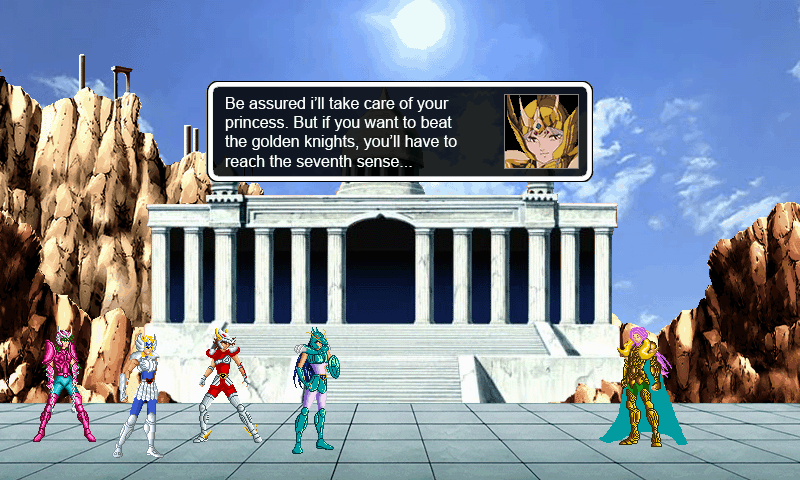 Be assured i'll take care of your
princess. But if you want to beat
the golden knights, you'll have to
reach the seventh sense...